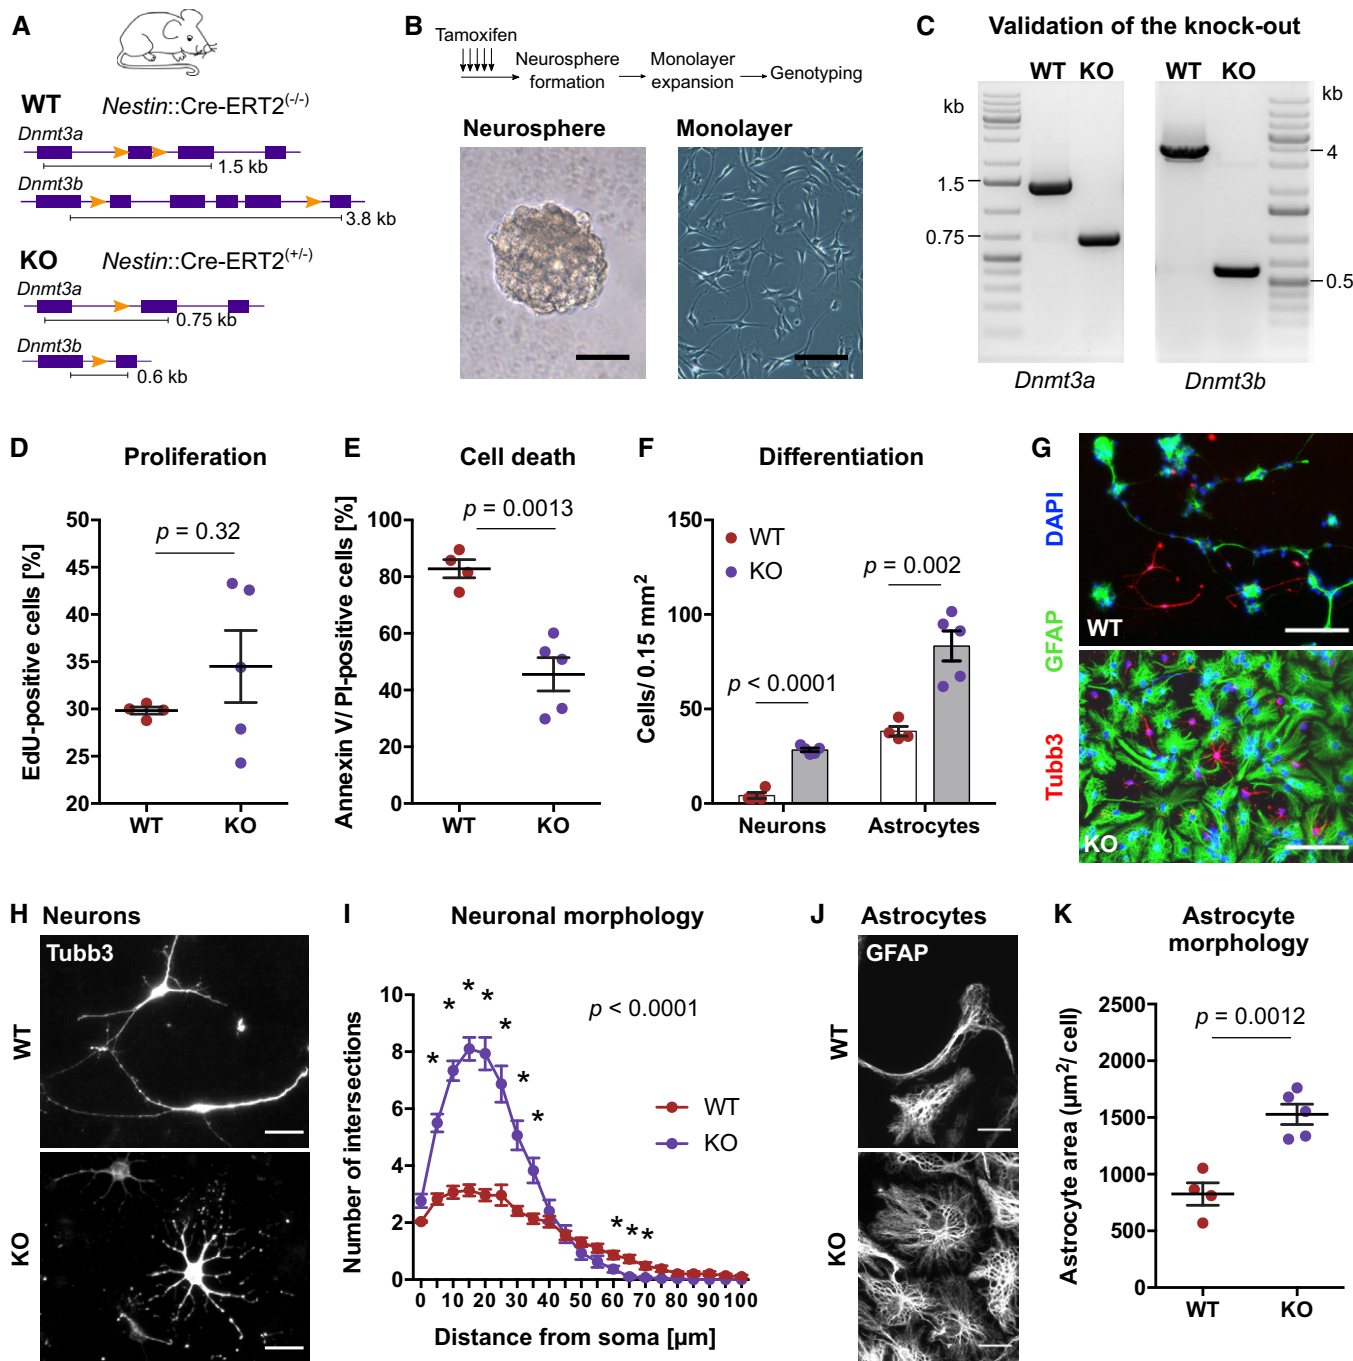 A
WT
Nestin::Cre-ERT2(-/-)
Dnmt3a
1.5 kb
Dnmt3b
3.8 kb
KO
Nestin::Cre-ERT2(+/-)
Dnmt3a
0.75 kb
Dnmt3b
0.6 kb
B
Tamoxifen
Neurosphere formation
Monolayer expansion
Genotyping
Neurosphere
Monolayer
C
Validation of the knock-out
WT KO
WT KO
kb
kb
1.5
0.75
4
0.5
Dnmt3a
Dnmt3b
D
Proliferation
p = 0.32
EdU-positive cells [%]
50
45
40
35
30
25
20
WT
KO
E
Cell death
p = 0.0013
Annexin V/ PI-positive cells [%]
100
80
60
40
20
0
WT
KO
F
Differentiation
WT
KO
p = 0.002
p < 0.0001
Cells/ 0.15 mm²
150
100
50
0
Neurons
Astrocytes
G
DAPI
GFAP
Tubb3
WT
KO
H Neurons
Tubb3
WT
KO
I
Neuronal morphology
p < 0.0001
* * * * * * * *
* * *
WT
KO
Number of intersections
10
8
6
4
2
0
0 10 20 30 40 50 60 70 80 90 100
Distance from soma [µm]
J Astrocytes
GFAP
WT
KO
K
Astrocyte morphology
p = 0.0012
Astrocyte area (µm²/ cell)
2500
2000
1500
1000
500
0
WT
KO